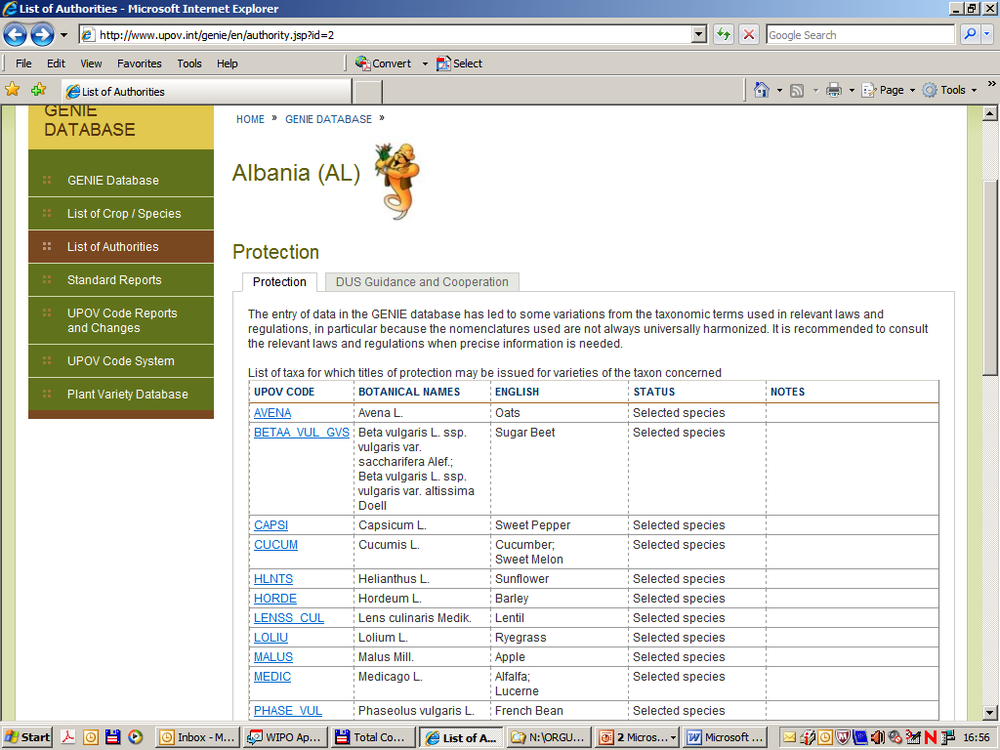 List of Authorities - Microsoft Internet Explorer
http://www.upov.int/genie/en/authority.jsp?id=2
Google Search
File Edit View Favorites Tools Help
Convert Select
List of Authorities
Page Tools
GENIE
DATABASE
GENIE Database
List of Crop / Species
List of Authorities
Standard Reports
UPOV Code Reports
and Changes
UPOV Code System
Plant Variety Database
HOME » GENIE DATABASE »
Albania (AL)
Protection
Protection DUS Guidance and Cooperation
The entry of data in the GENIE database has led to some variations from the taxonomic terms used in relevant laws and
regulations, in particular because the nomenclatures used are not always universally harmonized. It is recommended to consult
the relevant laws and regulations when precise information is needed.
List of taxa for which titles of protection may be issued for varieties of the taxon concerned
UPOV CODE BOTANICAL NAMES ENGLISH STATUS NOTES
AVENA Avena L. Oats Selected species
BETAA_VUL_GVS Beta vulgaris L. ssp. Sugar Beet Selected species
vulgaris var.
saccharifera Alef.;
Beta vulgaris L. ssp.
vulgaris var. altissima
Doell
CAPSI Capsicum L. Sweet Pepper Selected species
CUCUM Cucumis L. Cucumber; Selected species
Sweet Melon
HLNTS Helianthus L. Sunflower Selected species
HORDE Hordeum L. Barley Selected species
LENSS_CUL Lens culinaris Medik. Lentil Selected species
LOLIU Lolium L. Ryegrass Selected species
MALUS Malus Mill. Apple Selected species
MEDIC Medicago L. Alfalfa; Selected species
Lucerne
PHASE_VUL Phaseolus vulgaris L. French Bean Selected species
Start Inbox - M... WIPO Ap... Total Co... List of A... N:\ORGU... 2 Micros... Microsoft ... 16:56